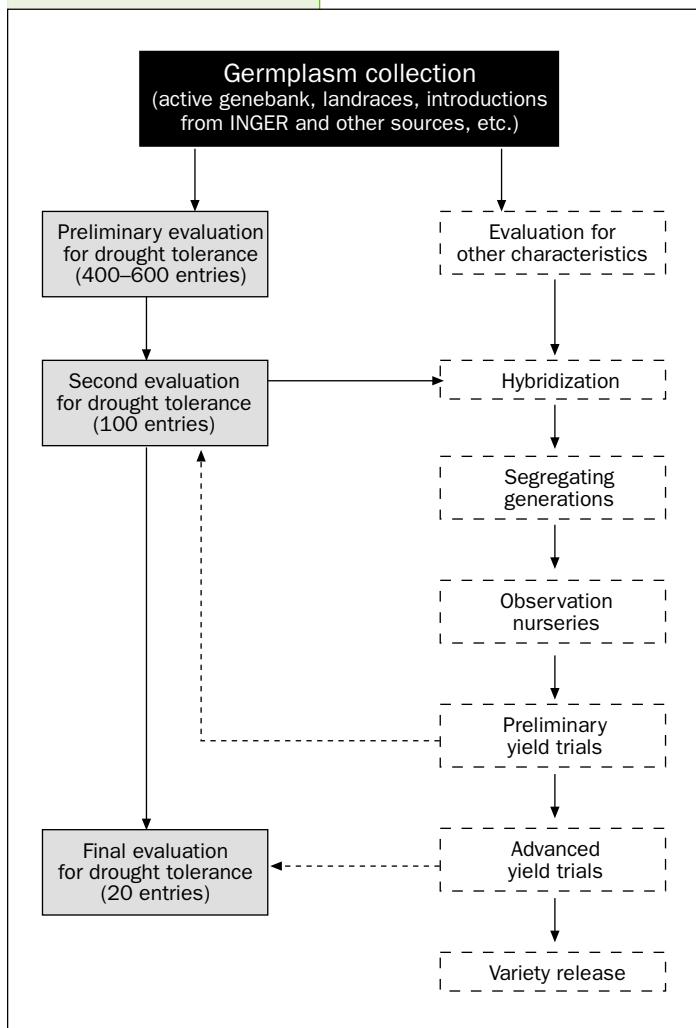 Germplasm collection
(active genebank, landraces, introductions
from INGER and other sources, etc.)
Preliminary evaluation
for drought tolerance
(400–600 entries)
Evaluation for
other characteristics
Second evaluation
for drought tolerance
(100 entries)
Hybridization
Segregating
generations
Observation
nurseries
Preliminary
yield trials
Final evaluation
for drought tolerance
(20 entries)
Advanced
yield trials
Variety release